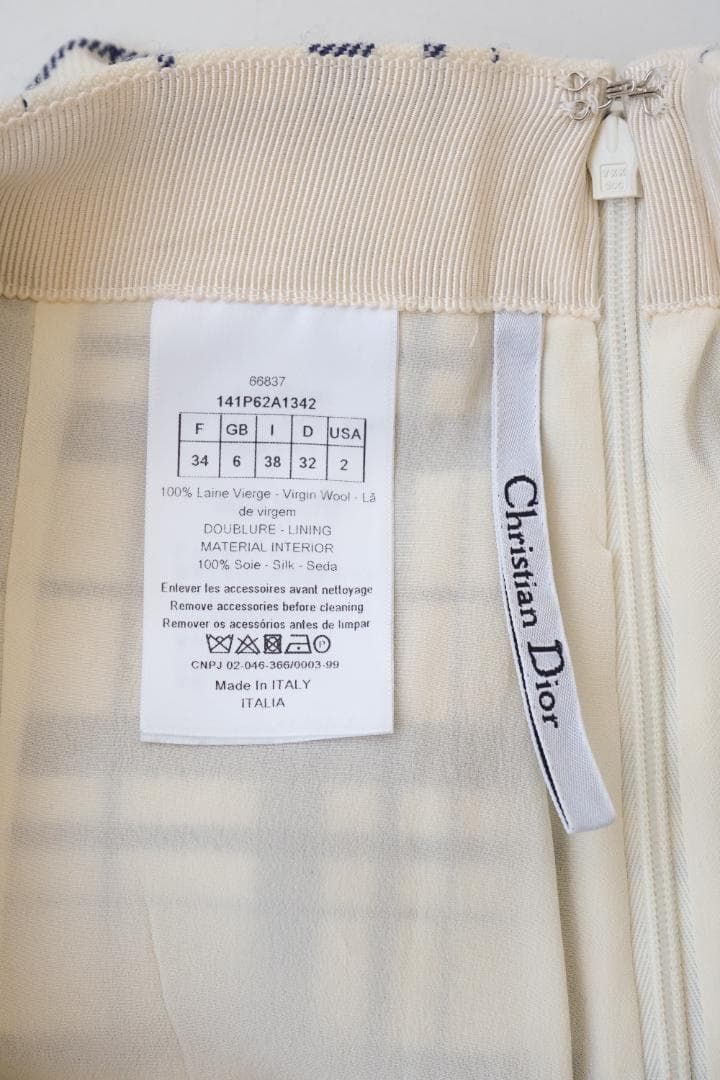 66837
141P62A1342
F GB I D USA
34 6 38 32 2
100% Laine Vierge - Virgin Wool - Lã
de virgem
DOUBLURE - LINING
MATERIAL INTERIOR
100% Soie - Silk - Seda
Enlever les accessoires avant nettoyage
Remove accessories before cleaning
Remover os acessórios antes de limpar
P
CNPJ 02-046-366/0003-99
Made In ITALY
ITALIA
Christian Dior
YKK